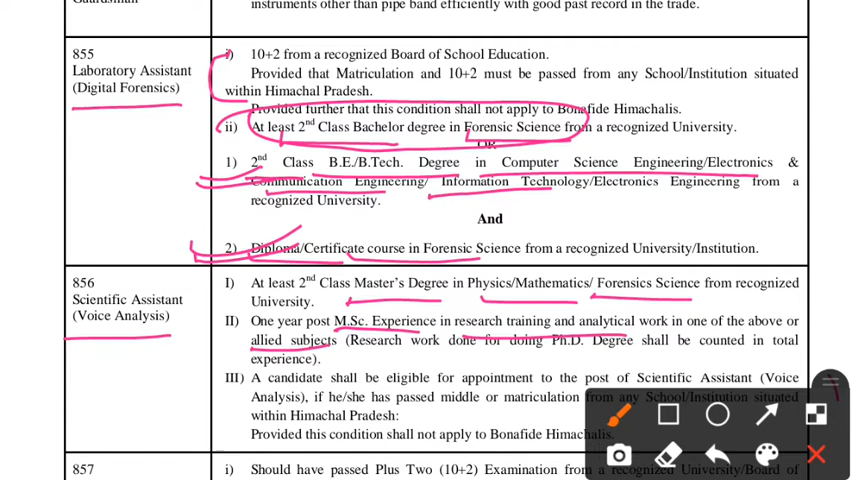 Guardsman
instruments other than pipe band efficiently with good past record in the trade.
855
Laboratory Assistant
(Digital Forensics)
i) 10+2 from a recognized Board of School Education.
Provided that Matriculation and 10+2 must be passed from any School/Institution situated
within Himachal Pradesh.
Provided further that this condition shall not apply to Bonafide Himachalis.
ii) At least 2nd Class Bachelor degree in Forensic Science from a recognized University.
OR
1) 2nd Class B.E./B.Tech. Degree in Computer Science Engineering/Electronics &
Communication Engineering/ Information Technology/Electronics Engineering from a
recognized University.
And
2) Diploma/Certificate course in Forensic Science from a recognized University/Institution.
856
Scientific Assistant
(Voice Analysis)
I) At least 2nd Class Master's Degree in Physics/Mathematics/ Forensics Science from recognized
University.
II) One year post M.Sc. Experience in research training and analytical work in one of the above or
allied subjects (Research work done for doing Ph.D. Degree shall be counted in total
experience).
III) A candidate shall be eligible for appointment to the post of Scientific Assistant (Voice
Analysis), if he/she has passed middle or matriculation from any School/Institution situated
within Himachal Pradesh:
Provided this condition shall not apply to Bonafide Himachalis.
857
i) Should have passed Plus Two (10+2) Examination from a recognized University/Board of